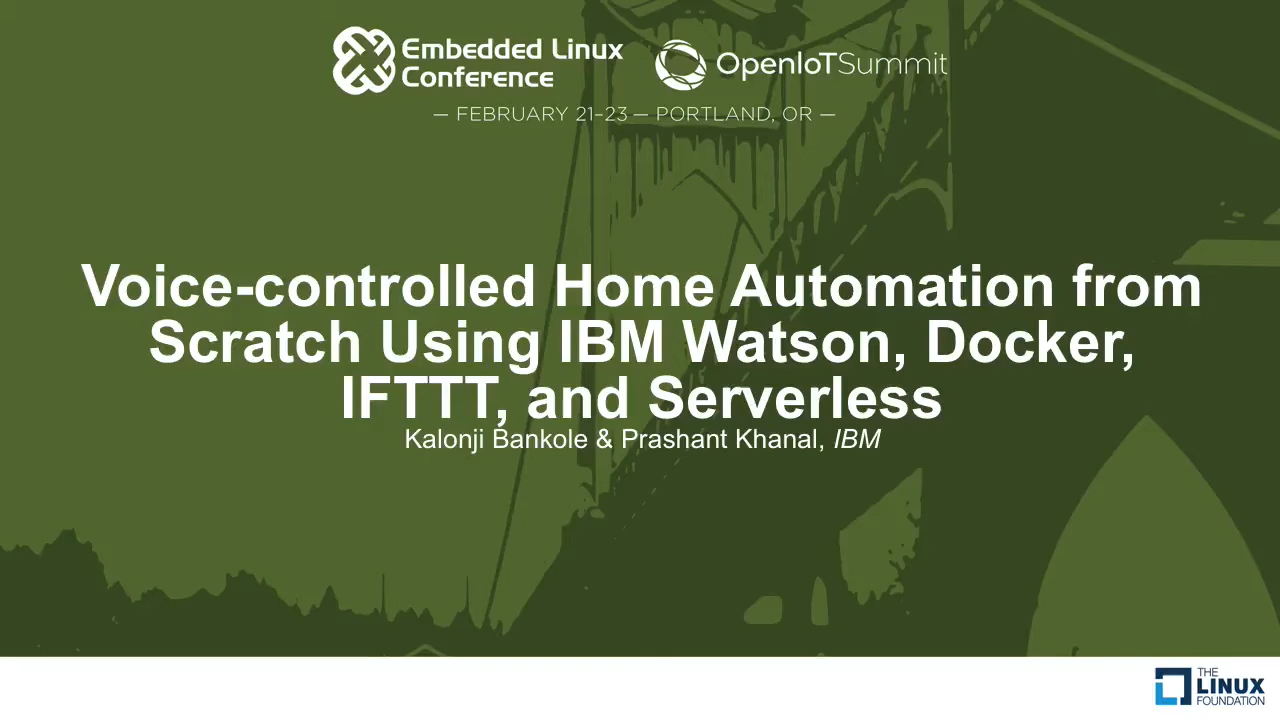 Embedded Linux
Conference
OpenIoTSummit
— FEBRUARY 21–23 — PORTLAND, OR —
Voice-controlled Home Automation from
Scratch Using IBM Watson, Docker,
IFTTT, and Serverless
Kalonji Bankole & Prashant Khanal, IBM
THE
LINUX
FOUNDATION